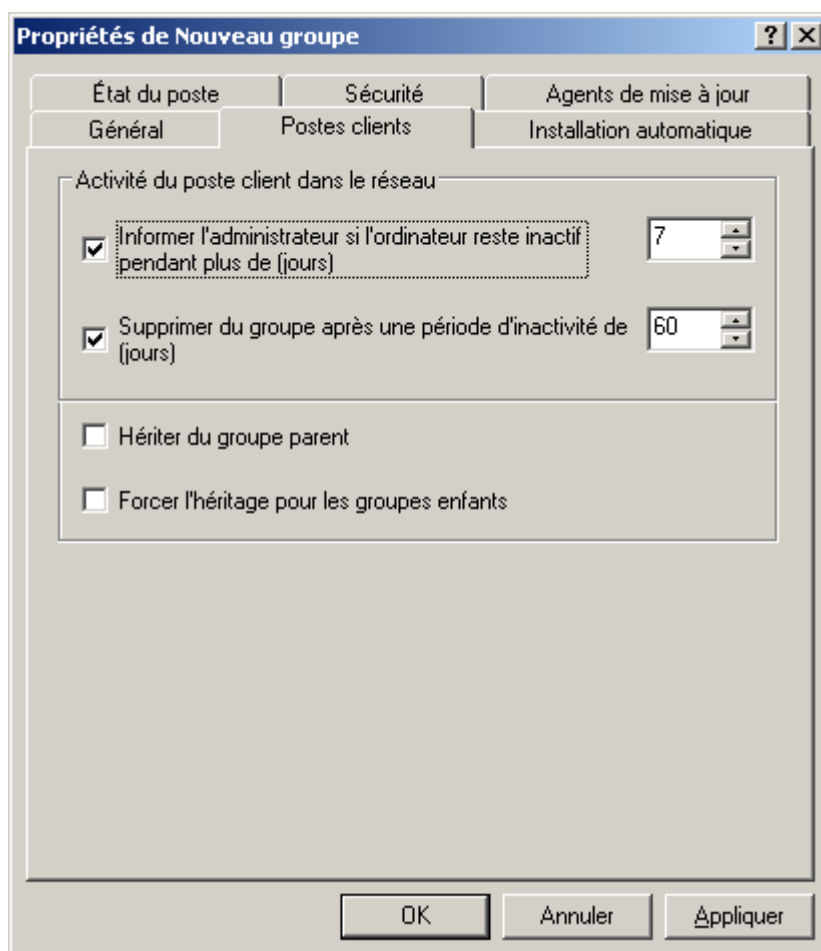 Propriétés de Nouveau groupe
État du poste
Sécurité
Agents de mise à jour
Général
Postes clients
Installation automatique
Activité du poste client dans le réseau
Informer l'administrateur si l'ordinateur reste inactif
pendant plus de (jours)
7
Supprimer du groupe après une période d'inactivité de
(jours)
60
Hériter du groupe parent
Forcer l'héritage pour les groupes enfants
OK
Annuler
Appliquer